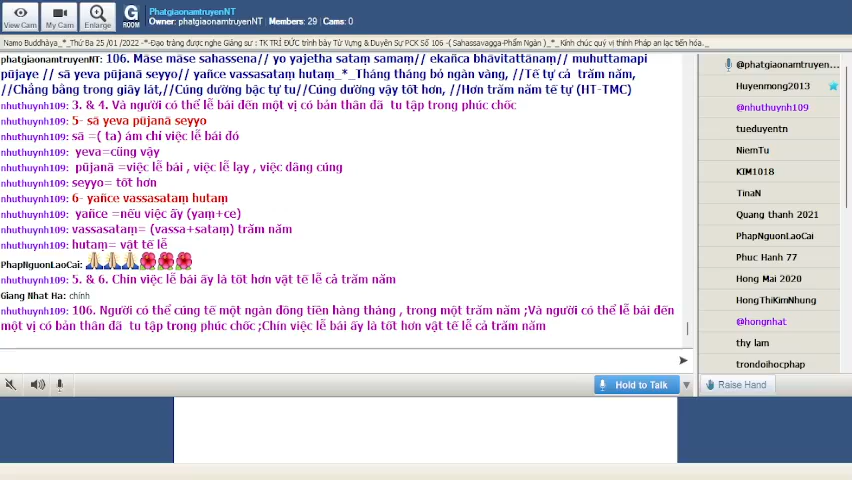 PhatgiaonamtruyenNT
Owner: phatgiaonamtruyenNT | Members: 29 | Cams: 0
View Cam
My Cam
Enlarge
G
ROOM
Namo Buddhàya_*_Thứ Ba 25 /01 /2022 -*-Đạo tràng được nghe Giảng sư : TK TRÍ ĐỨC trình bày Từ Vựng & Duyên Sự PCK Số 106 -( Sahassavagga-Phẩm Ngàn )_*_Kính chúc quý vị thính Pháp an lạc tiến hóa._
phatgiaonamtruyenNT: 106. Māse māse sahassena// yo yajetha sataṃ samaṃ// ekañca bhāvitattānaṃ// muhuttamapi
pūjaye // sā yeva pūjanā seyyo// yañce vassasataṃ hutaṃ_*_Tháng tháng bỏ ngàn vàng, //Tế tự cả trăm năm,
//Chẳng bằng trong giây lát,//Cúng dường bậc tự tu//Cúng dường vậy tốt hơn, //Hơn trăm năm tế tự (HT-TMC)
nhuthuynh109: 3. & 4. Và người có thể lễ bái đến một vị có bản thân đã tu tập trong phúc chốc
nhuthuynh109: 5- sā yeva pūjanā seyyo
nhuthuynh109: sā =( ta) ám chỉ việc lễ bái đó
nhuthuynh109: yeva=cũng vậy
nhuthuynh109: pūjanā =việc lễ bái , việc lễ lạy , việc dâng cúng
nhuthuynh109: seyyo= tốt hơn
nhuthuynh109: 6- yañce vassasataṃ hutaṃ
nhuthuynh109: yañce =nếu việc ấy (yaṃ+ce)
nhuthuynh109: vassasataṃ= (vassa+sataṃ) trăm năm
nhuthuynh109: hutaṃ= vật tế lễ
PhapNguonLaoCai:
nhuthuynh109: 5. & 6. Chín việc lễ bái ấy là tốt hơn vật tế lễ cả trăm năm
Giang Nhat Ha: chính
nhuthuynh109: 106. Người có thể cúng tế một ngàn đồng tiền hàng tháng , trong một trăm năm ;Và người có thể lễ bái đến
một vị có bản thân đã tu tập trong phúc chốc ;Chín việc lễ bái ấy là tốt hơn vật tế lễ cả trăm năm
@phatgiaonamtruyen...
Huyenmong2013
@nhuthuynh109
tueduyentn
NiemTu
KIM1018
TinaN
Quang thanh 2021
PhapNguonLaoCai
Phuc Hanh 77
Hong Mai 2020
HongThiKimNhung
@hongnhat
thy lam
trondoihocphap
Hold to Talk
Raise Hand